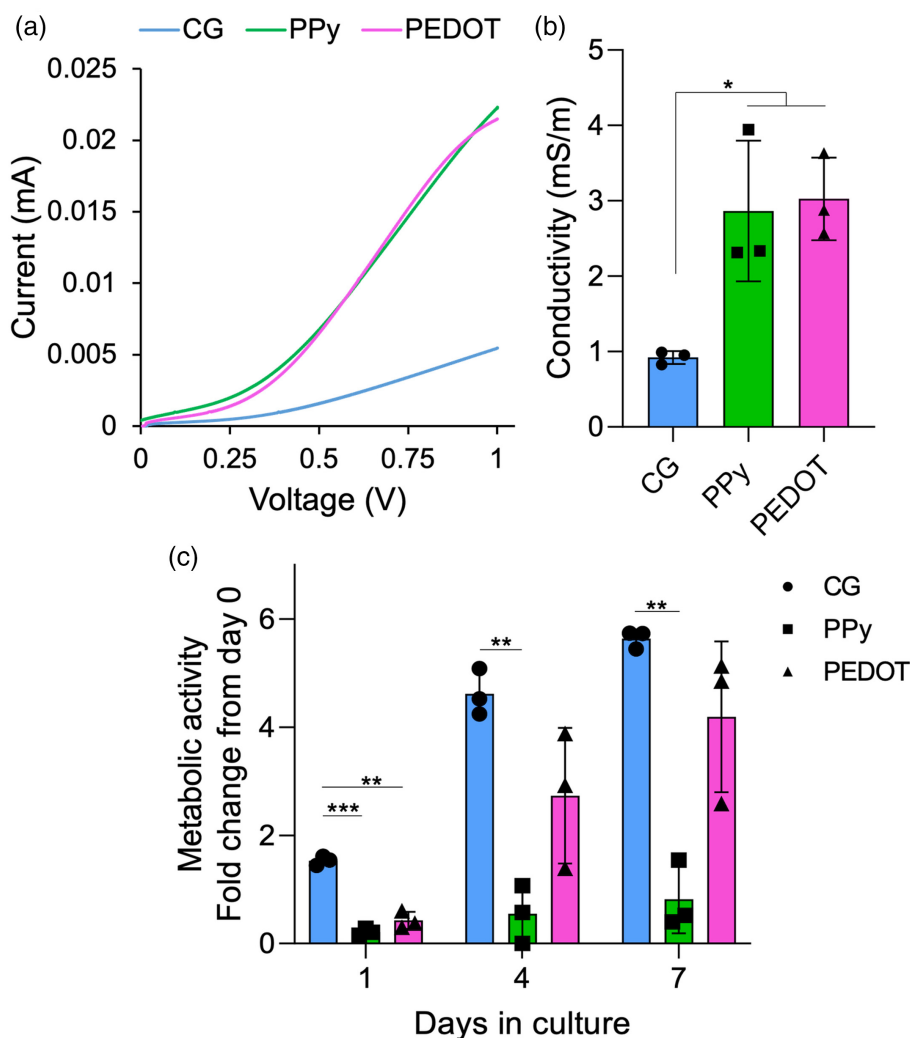 (a) CG PPy PEDOT
0.025
0.02
0.015
0.01
0.005
0
Current (mA)
0 0.25 0.5 0.75 1
Voltage (V)
(b)
5
4
3
2
1
0
Conductivity (mS/m)
*
CG PPy PEDOT
(c)
Metabolic activity
Fold change from day 0
6
4
2
0
** 
***
**
**
1 4 7
Days in culture
CG
PPy
PEDOT